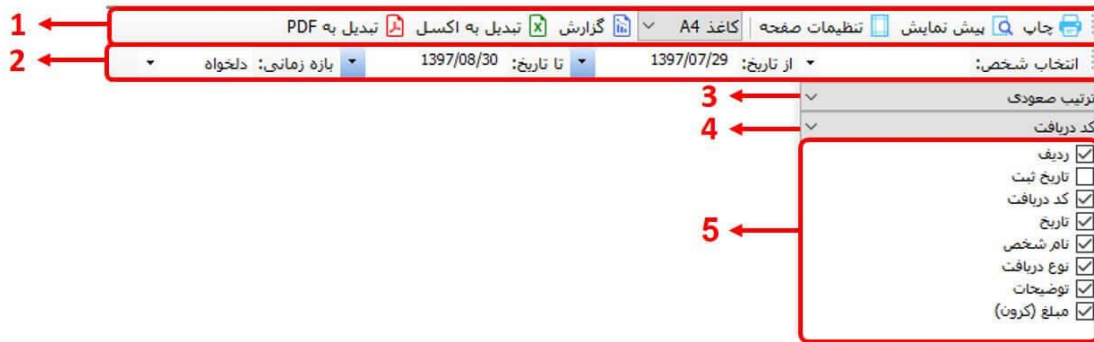 1 چاپ پیش نمایش تنظیمات صفحه کاغذ A4 گزارش تبدیل به اکسل تبدیل به PDF
2 انتخاب شخص: از تاریخ: 1397/07/29 تا تاریخ: 1397/08/30 بازه زمانی: دلخواه
3 ترتیب صعودی
4 کد دریافت
5
ردیف
تاریخ ثبت
کد دریافت
تاریخ
نام شخص
نوع دریافت
توضیحات
مبلغ (کرون)